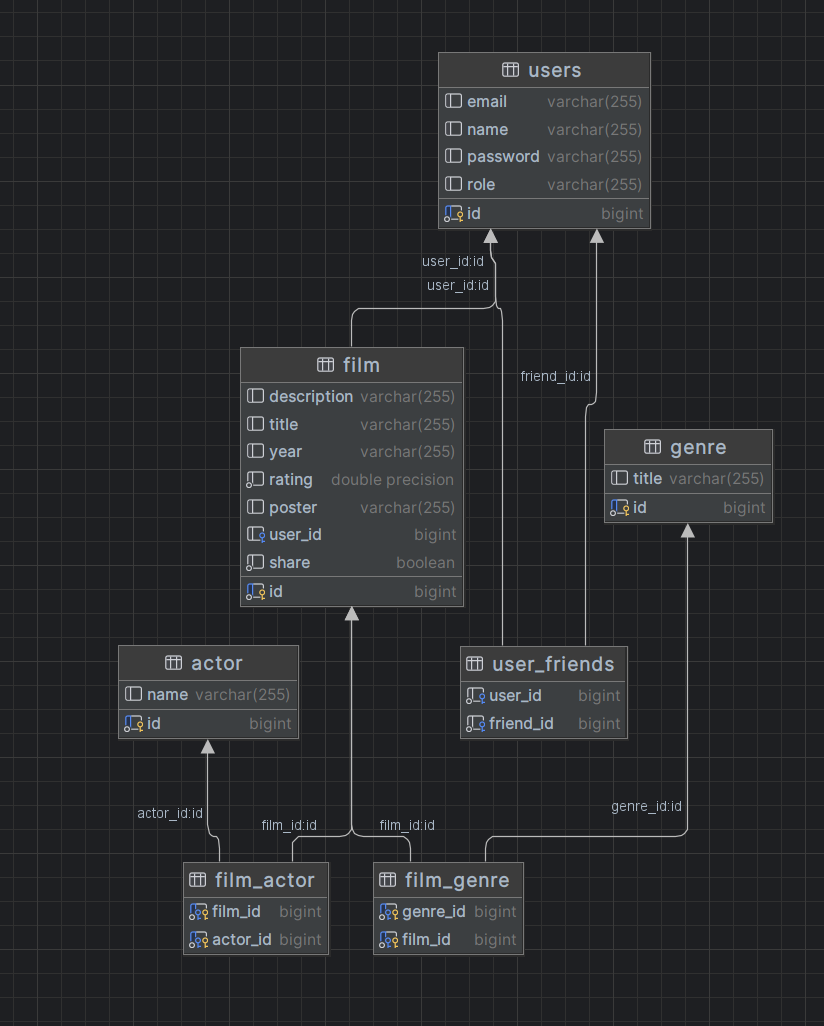 users
email varchar(255)
name varchar(255)
password varchar(255)
role varchar(255)
id bigint
user_id:id
user_id:id
friend_id:id
film
description varchar(255)
title varchar(255)
year varchar(255)
rating double precision
poster varchar(255)
user_id bigint
share boolean
id bigint
genre
title varchar(255)
id bigint
actor
name varchar(255)
id bigint
user_friends
user_id bigint
friend_id bigint
actor_id:id
film_id:id
film_id:id
genre_id:id
film_actor
film_id bigint
actor_id bigint
film_genre
genre_id bigint
film_id bigint